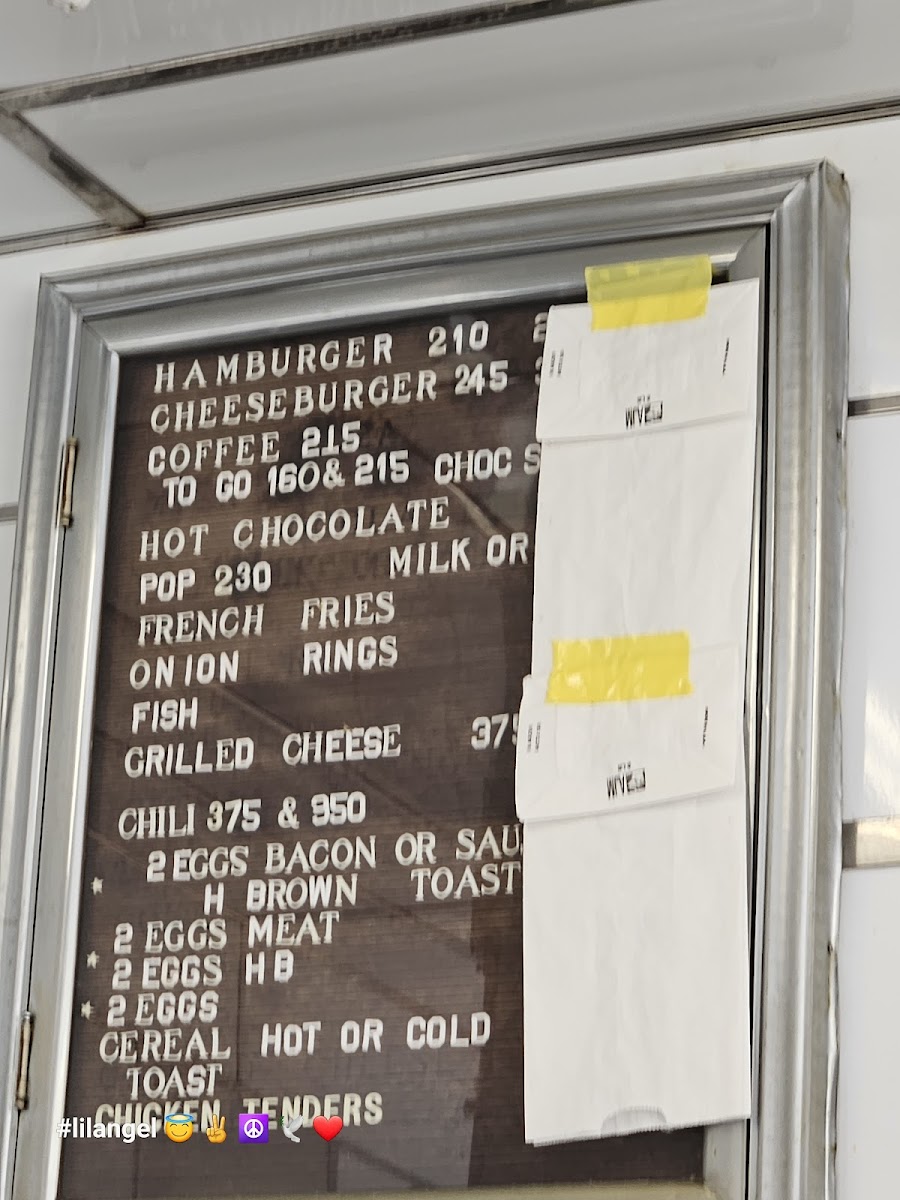 HAMBURGER 210
CHEESEBURGER 245
COFFEE 215
TO GO 160& 215 CHOC S
HOT CHOCOLATE
POP 230 MILK OR
FRENCH FRIES
ONION RINGS
FISH
GRILLED CHEESE 375
CHILI 375 & 950
2 EGGS BACON OR SAU
H BROWN TOAST
2 EGGS MEAT
2 EGGS HB
2 EGGS
CEREAL HOT OR COLD
TOAST
CHICKEN TENDERS
#lilangel😇✌️☮️🕊️❤️